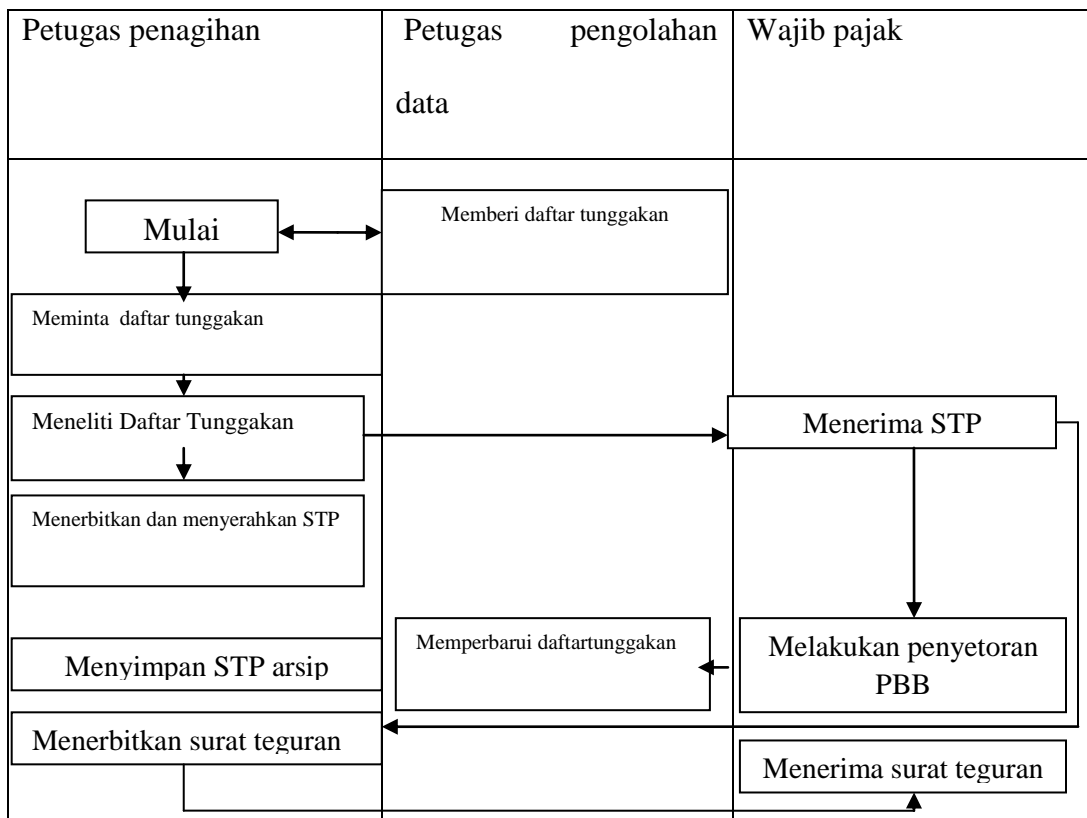 Petugas penagihan
Petugas pengolahan
data
Wajib pajak
Mulai
Memberi daftar tunggakan
Meminta daftar tunggakan
Meneliti Daftar Tunggakan
Menerima STP
Menerbitkan dan menyerahkan STP
Menyimpan STP arsip
Memperbarui daftartunggakan
Melakukan penyetoran
PBB
Menerbitkan surat teguran
Menerima surat teguran